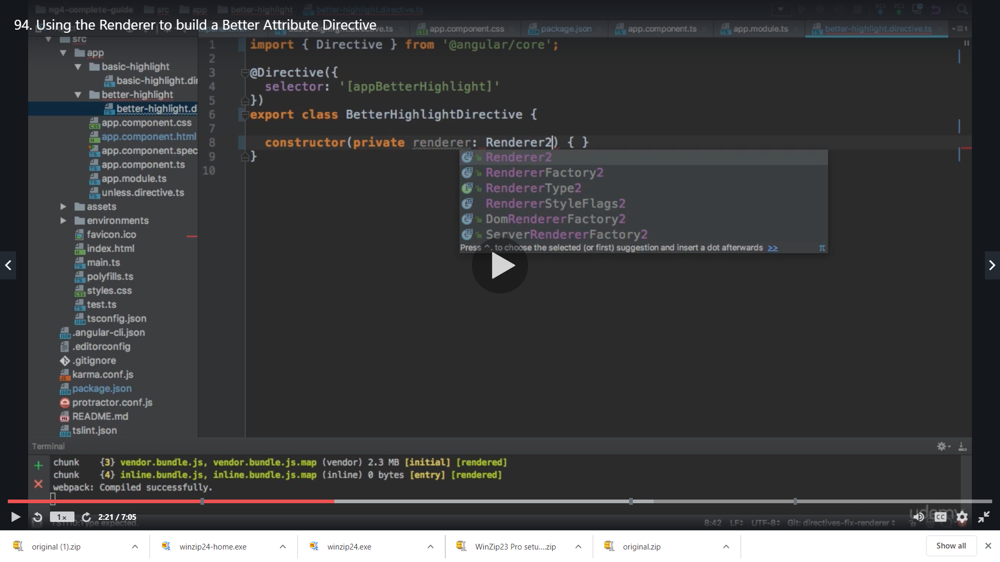 ng4-complete-guide src app better-highlight better-highlight.directive.ts
94. Using the Renderer to build a Better Attribute Directive
app.component.css package.json app.component.ts app.module.ts better-highlight.directive.ts
src
app
basic-highlight
basic-highlight.dir
better-highlight
better-highlight.d
app.component.css
app.component.html
app.component.spec
app.component.ts
app.module.ts
unless.directive.ts
assets
environments
favicon.ico
index.html
main.ts
polyfills.ts
styles.css
test.ts
tsconfig.json
.angular-cli.json
.editorconfig
.gitignore
karma.conf.js
package.json
protractor.conf.js
README.md
tslint.json
1 import { Directive } from '@angular/core';
2
3 @Directive({
4 selector: '[appBetterHighlight]'
5 })
6 export class BetterHighlightDirective {
7
8 constructor(private renderer: Renderer2) { }
9 }
10
Renderer2
RendererFactory2
RendererType2
RendererStyleFlags2
DomRendererFactory2
ServerRendererFactory2
Press ^. to choose the selected (or first) suggestion and insert a dot afterwards >> π
Terminal
chunk {3} vendor.bundle.js, vendor.bundle.js.map (vendor) 2.3 MB [initial] [rendered]
chunk {4} inline.bundle.js, inline.bundle.js.map (inline) 0 bytes [entry] [rendered]
webpack: Compiled successfully.
udemy
1x 2:21 / 7:05 CC
TS1110:Type expected. 8:42 LF UTF-8 Git: directives-fix-renderer
original (1).zip winzip24-home.exe winzip24.exe WinZip23 Pro setu....zip original.zip Show all